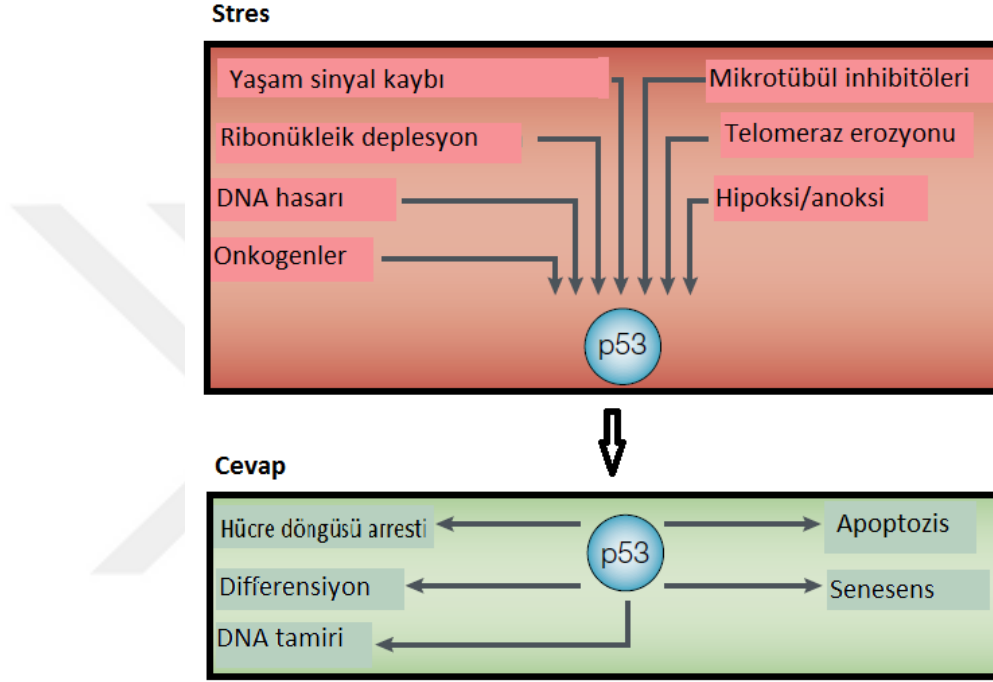 Stres
Yaşam sinyal kaybı
Mikrotübül inhibitöleri
Ribonükleik deplesyon
Telomeraz erozyonu
DNA hasarı
Hipoksi/anoksi
Onkogenler
p53
Cevap
Hücre döngüsü arresti
Apoptozis
p53
Differensiyon
Senesens
DNA tamiri